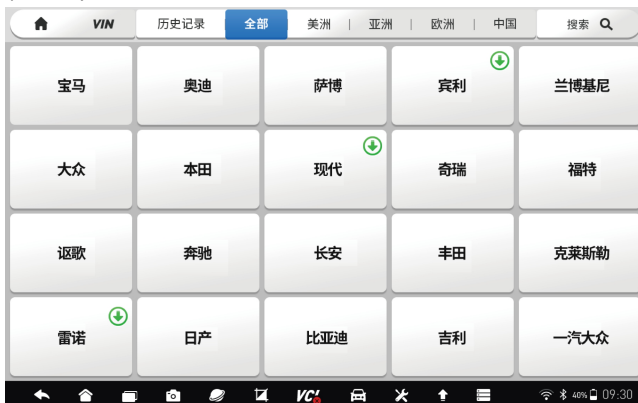 VIN 历史记录 全部 美洲 | 亚洲 | 欧洲 | 中国 搜索
宝马 奥迪 萨博 宾利 兰博基尼
大众 本田 现代 奇瑞 福特
讴歌 奔驰 长安 丰田 克莱斯勒
雷诺 日产 比亚迪 吉利 一汽大众
VCI 40% 09:30